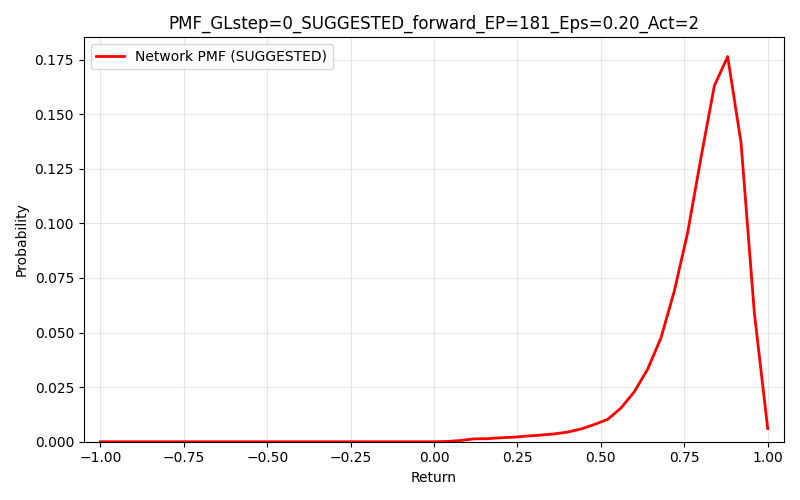 PMF_GLstep=0_SUGGESTED_forward_EP=181_Eps=0.20_Act=2
Network PMF (SUGGESTED)
0.175
0.150
0.125
0.100
0.075
0.050
0.025
0.000
Probability
−1.00 −0.75 −0.50 −0.25 0.00 0.25 0.50 0.75 1.00
Return